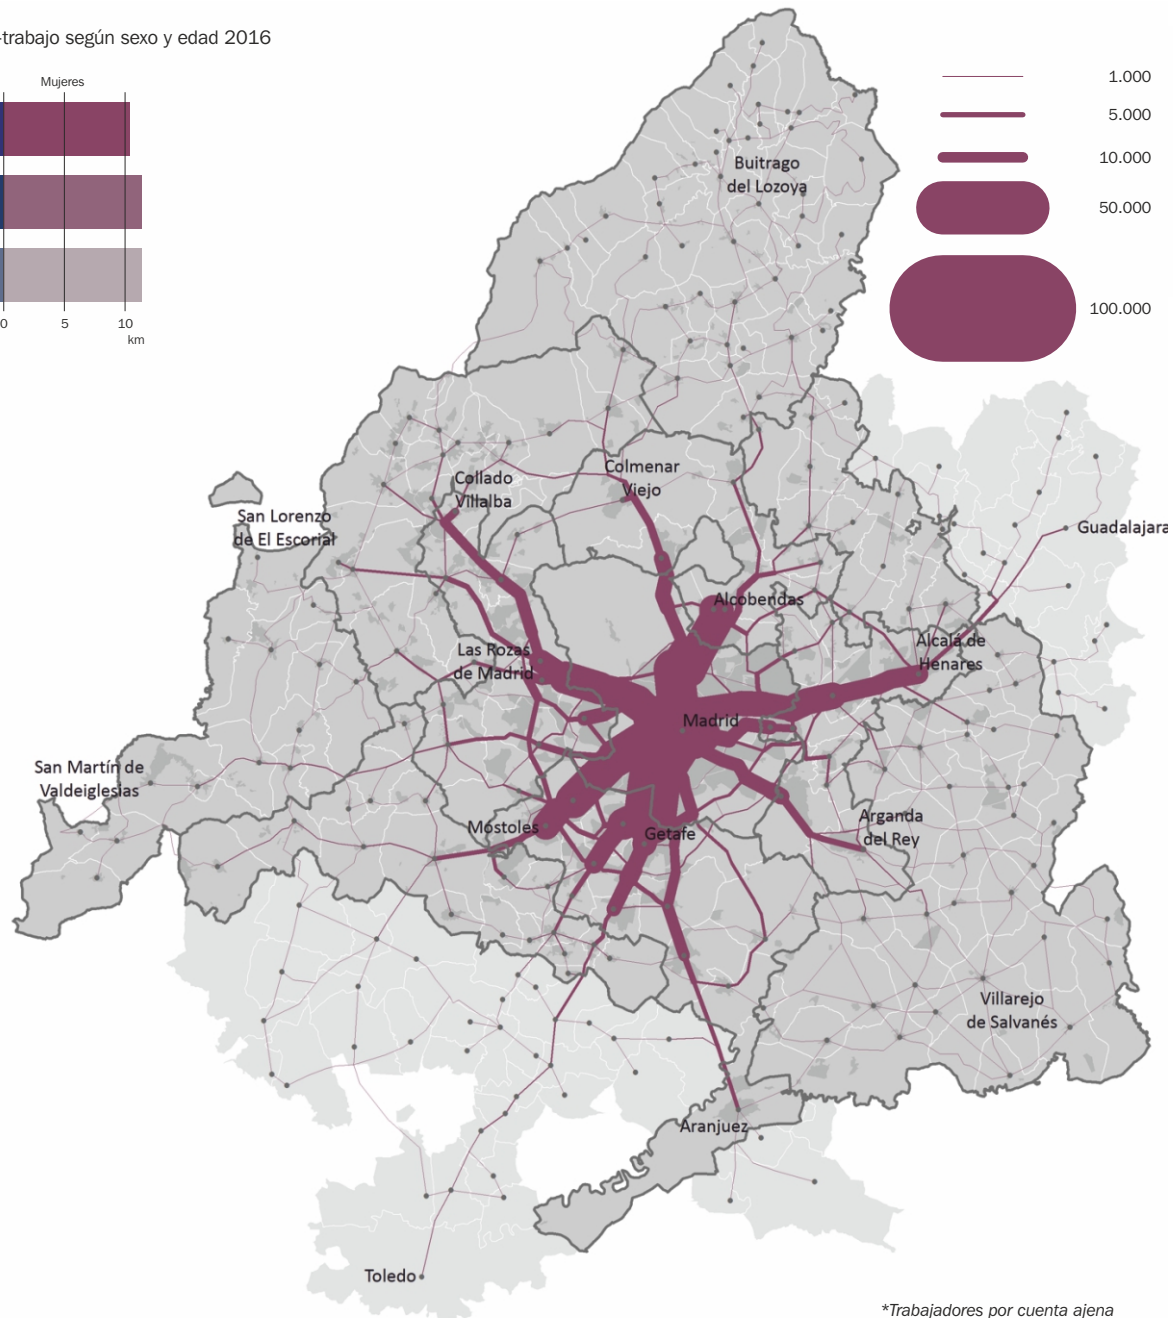 -trabajo según sexo y edad 2016
Mujeres
0 5 10
km
1.000
5.000
10.000
50.000
100.000
Buitrago
del Lozoya
Collado
Villalba
Colmenar
Viejo
San Lorenzo
de El Escorial
Guadalajara
Alcobendas
Alcalá de
Henares
Las Rozas
de Madrid
Madrid
San Martín de
Valdeiglesias
Móstoles
Getafe
Arganda
del Rey
Villarejo
de Salvanés
Aranjuez
Toledo
*Trabajadores por cuenta ajena